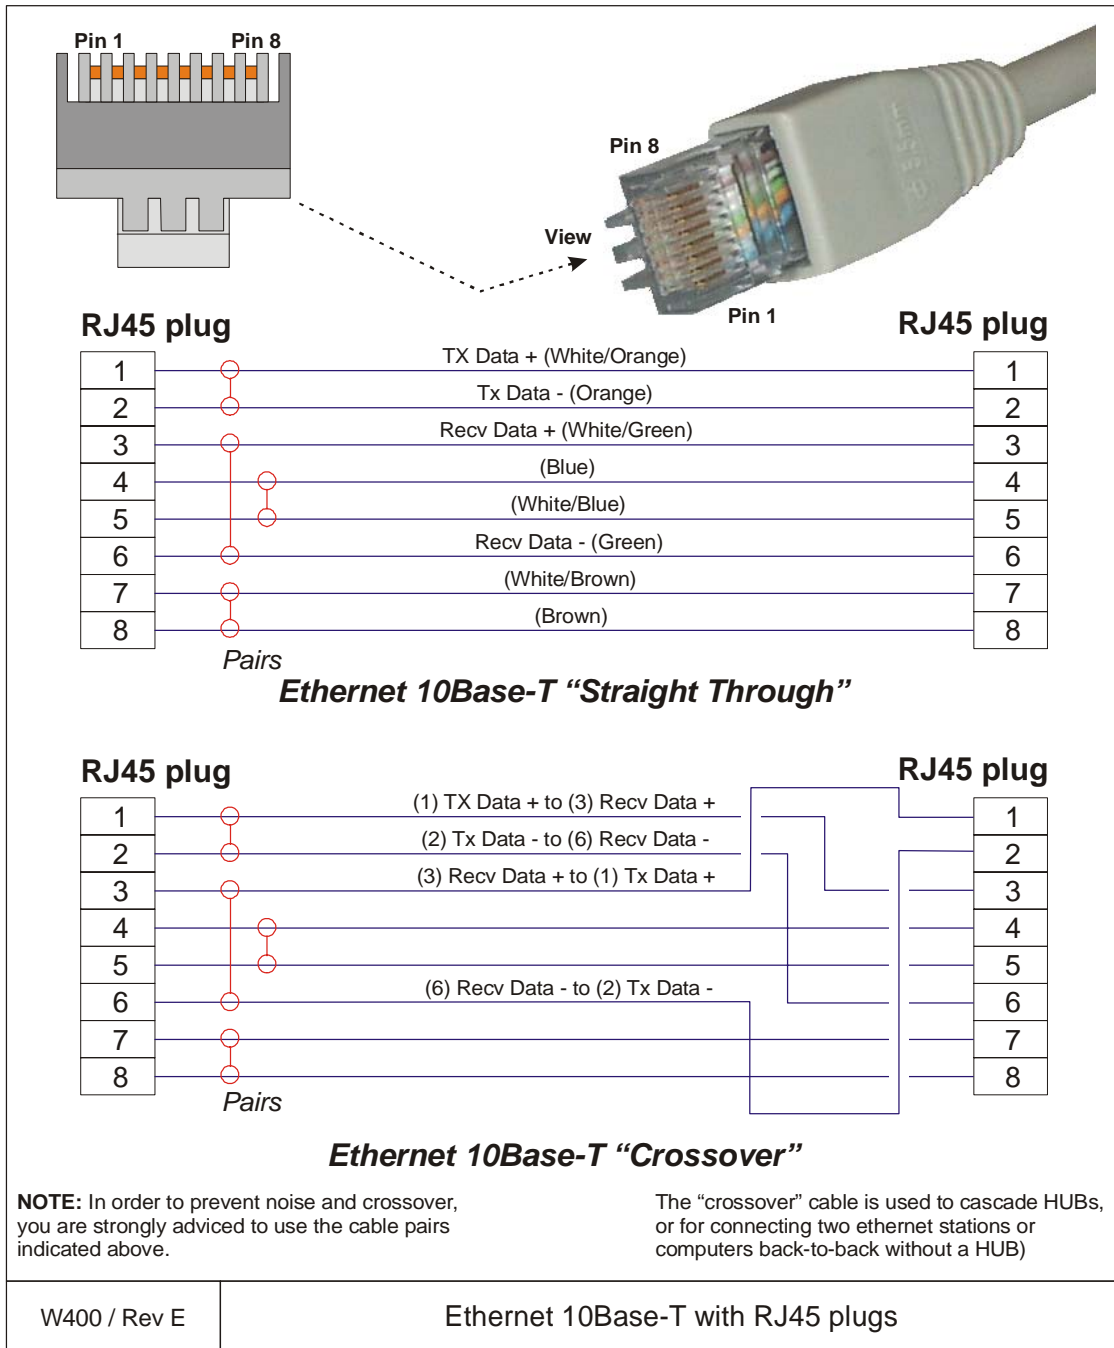 Pin 1
Pin 8
Pin 8
View
Pin 1
RJ45 plug
RJ45 plug
1
TX Data + (White/Orange)
1
2
Tx Data - (Orange)
2
3
Recv Data + (White/Green)
3
4
(Blue)
4
5
(White/Blue)
5
6
Recv Data - (Green)
6
7
(White/Brown)
7
8
(Brown)
8
Pairs
Ethernet 10Base-T “Straight Through”
RJ45 plug
RJ45 plug
1
(1) TX Data + to (3) Recv Data +
1
2
(2) Tx Data - to (6) Recv Data -
2
3
(3) Recv Data + to (1) Tx Data +
3
4
4
5
5
6
(6) Recv Data - to (2) Tx Data -
6
7
7
8
8
Pairs
Ethernet 10Base-T “Crossover”
NOTE: In order to prevent noise and crossover,
you are strongly adviced to use the cable pairs
indicated above.
The “crossover” cable is used to cascade HUBs,
or for connecting two ethernet stations or
computers back-to-back without a HUB)
W400 / Rev E
Ethernet 10Base-T with RJ45 plugs